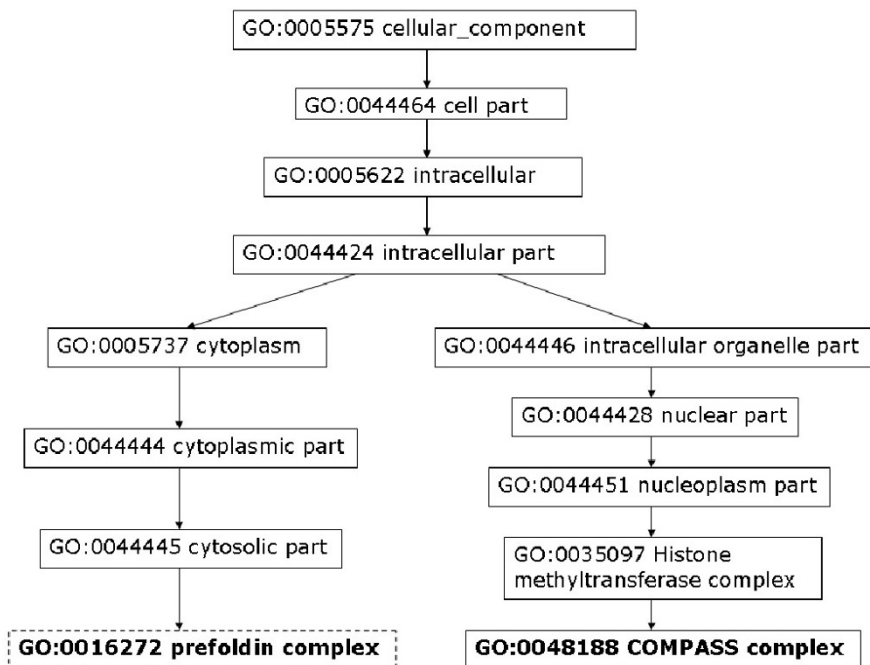 GO:0005575 cellular_component
GO:0044464 cell part
GO:0005622 intracellular
GO:0044424 intracellular part
GO:0005737 cytoplasm
GO:0044446 intracellular organelle part
GO:0044428 nuclear part
GO:0044444 cytoplasmic part
GO:0044451 nucleoplasm part
GO:0044445 cytosolic part
GO:0035097 Histone
methyltransferase complex
GO:0016272 prefoldin complex
GO:0048188 COMPASS complex